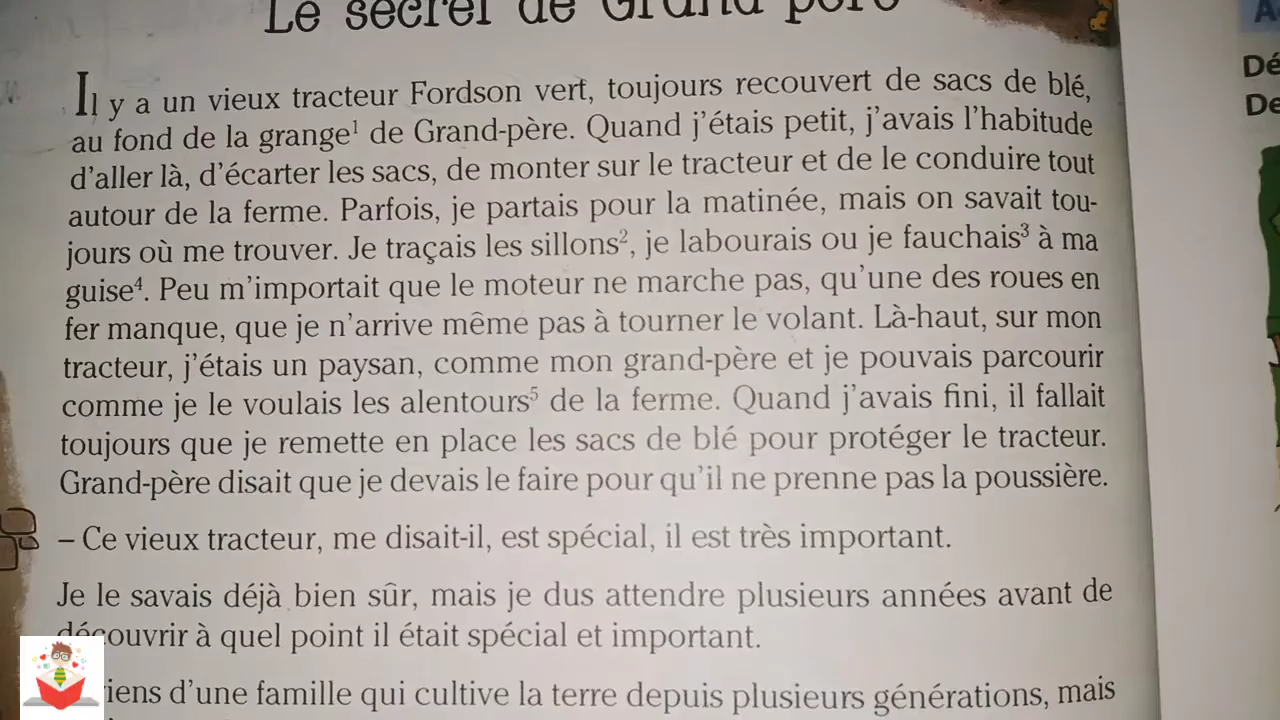 Le secret de Grand-père
Il y a un vieux tracteur Fordson vert, toujours recouvert de sacs de blé,
au fond de la grange¹ de Grand-père. Quand j'étais petit, j'avais l'habitude
d'aller là, d'écarter les sacs, de monter sur le tracteur et de le conduire tout
autour de la ferme. Parfois, je partais pour la matinée, mais on savait tou-
jours où me trouver. Je traçais les sillons², je labourais ou je fauchais³ à ma
guise⁴. Peu m'importait que le moteur ne marche pas, qu'une des roues en
fer manque, que je n'arrive même pas à tourner le volant. Là-haut, sur mon
tracteur, j'étais un paysan, comme mon grand-père et je pouvais parcourir
comme je le voulais les alentours⁵ de la ferme. Quand j'avais fini, il fallait
toujours que je remette en place les sacs de blé pour protéger le tracteur.
Grand-père disait que je devais le faire pour qu'il ne prenne pas la poussière.
– Ce vieux tracteur, me disait-il, est spécial, il est très important.
Je le savais déjà bien sûr, mais je dus attendre plusieurs années avant de
découvrir à quel point il était spécial et important.
iens d'une famille qui cultive la terre depuis plusieurs générations, mais
Dé
De